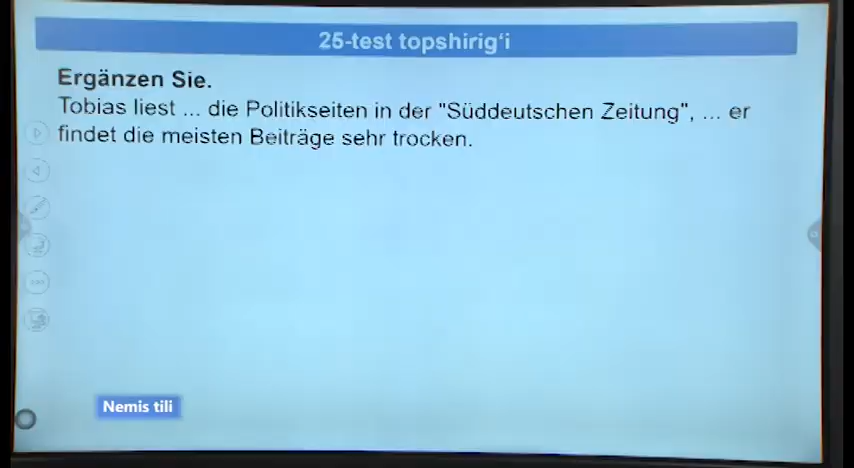 25-test topshirig‘i
Ergänzen Sie.
Tobias liest ... die Politikseiten in der "Süddeutschen Zeitung", ... er
findet die meisten Beiträge sehr trocken.
Nemis tili